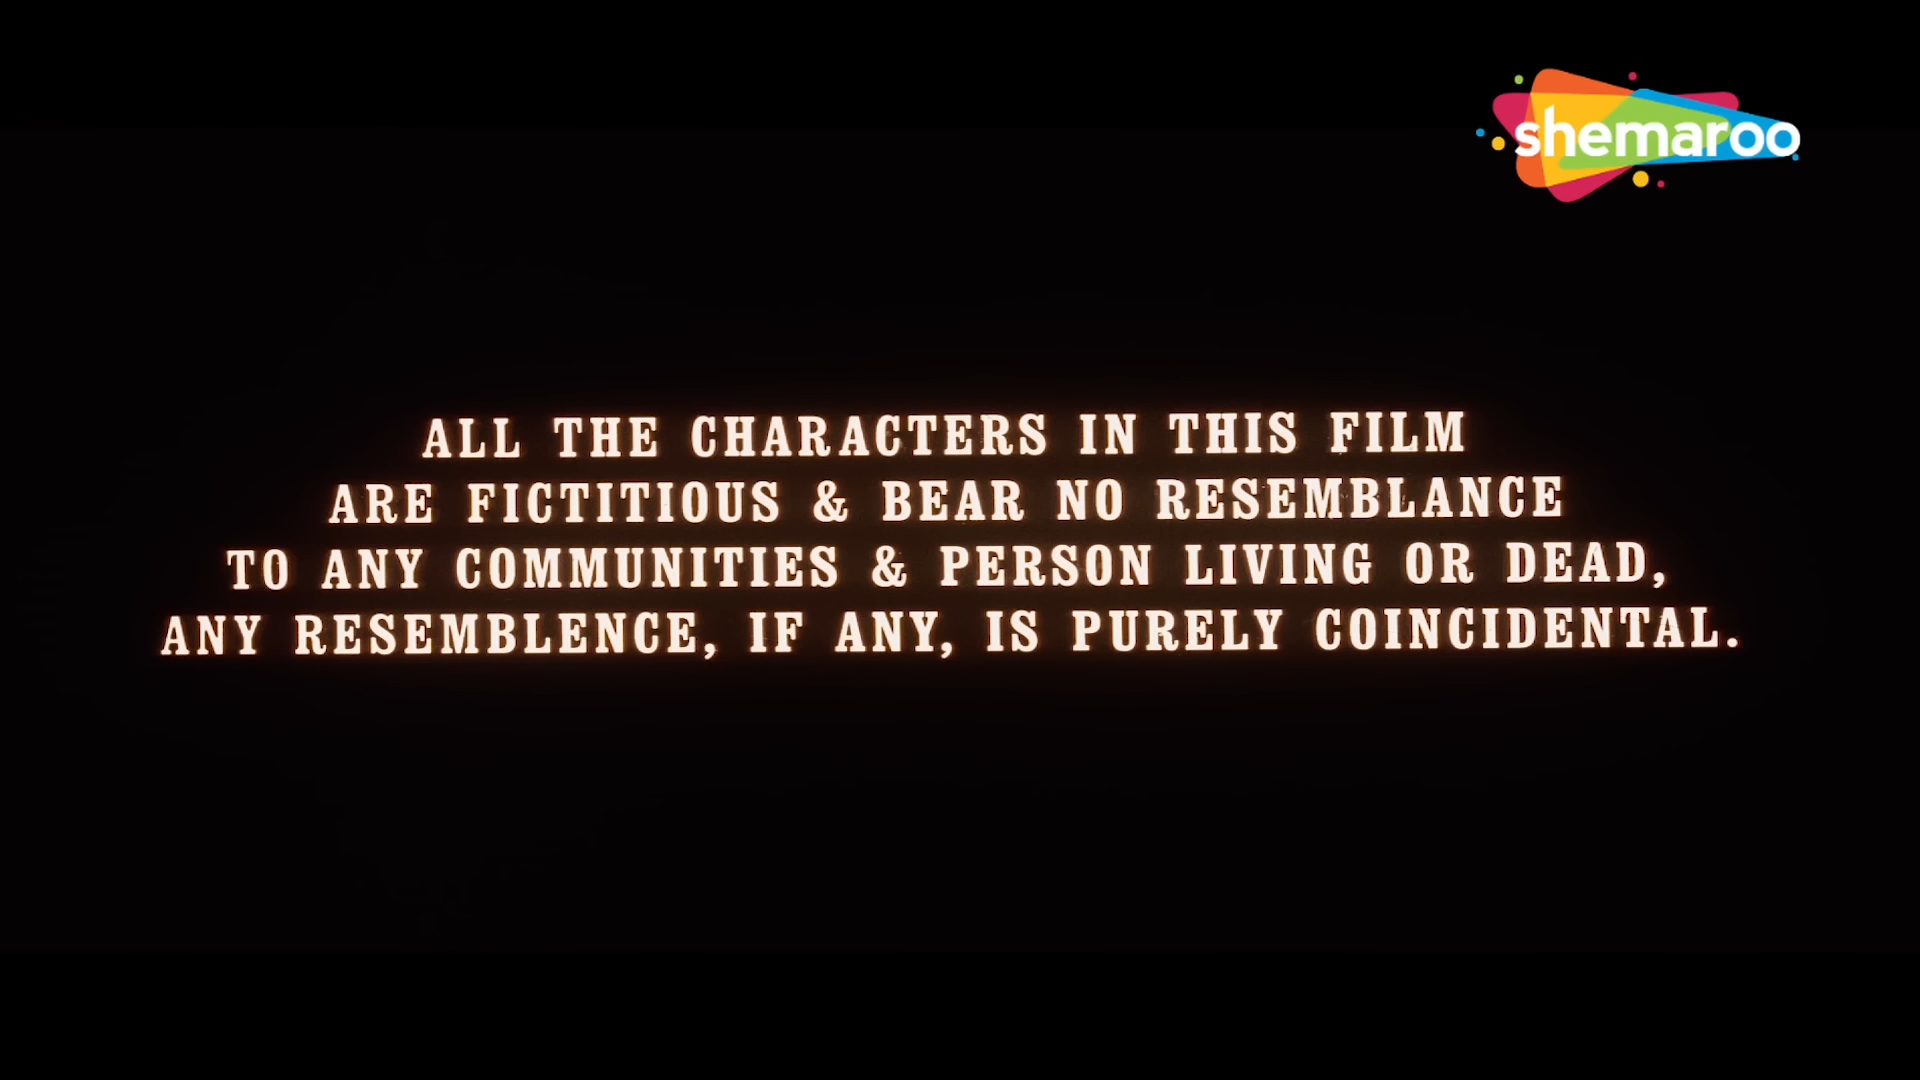 shemaroo
ALL THE CHARACTERS IN THIS FILM
ARE FICTITIOUS & BEAR NO RESEMBLANCE
TO ANY COMMUNITIES & PERSON LIVING OR DEAD,
ANY RESEMBLENCE, IF ANY, IS PURELY COINCIDENTAL.